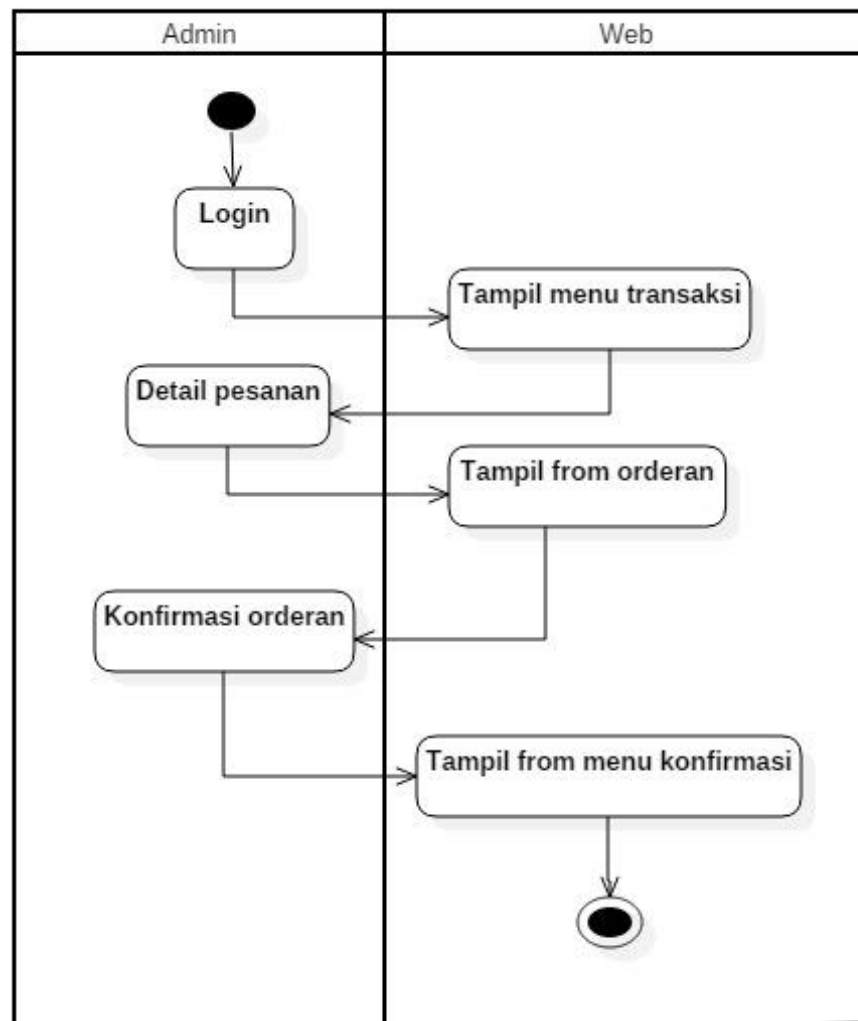 Admin
Web
Login
Tampil menu transaksi
Detail pesanan
Tampil from orderan
Konfirmasi orderan
Tampil from menu konfirmasi